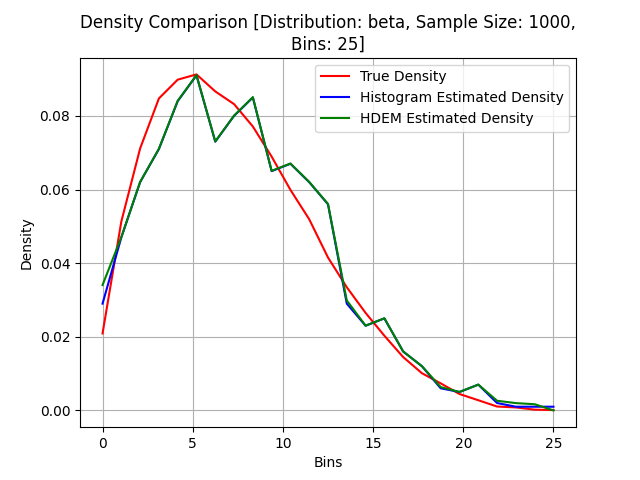 Density Comparison [Distribution: beta, Sample Size: 1000,
Bins: 25]
True Density
Histogram Estimated Density
HDEM Estimated Density
Density
0.08
0.06
0.04
0.02
0.00
0 5 10 15 20 25
Bins